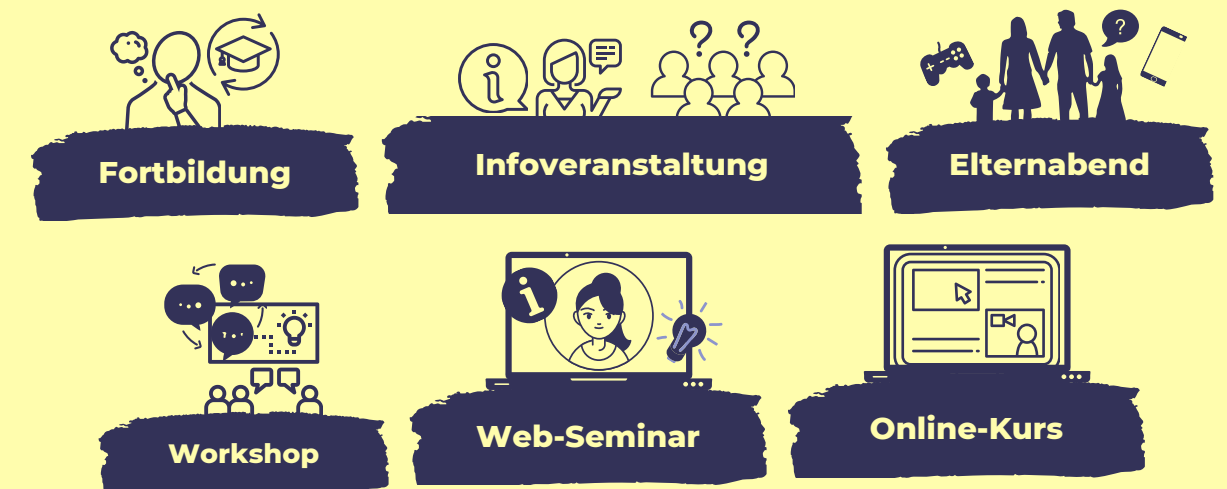 Fortbildung
Infoveranstaltung
Elternabend
Workshop
Web-Seminar
Online-Kurs